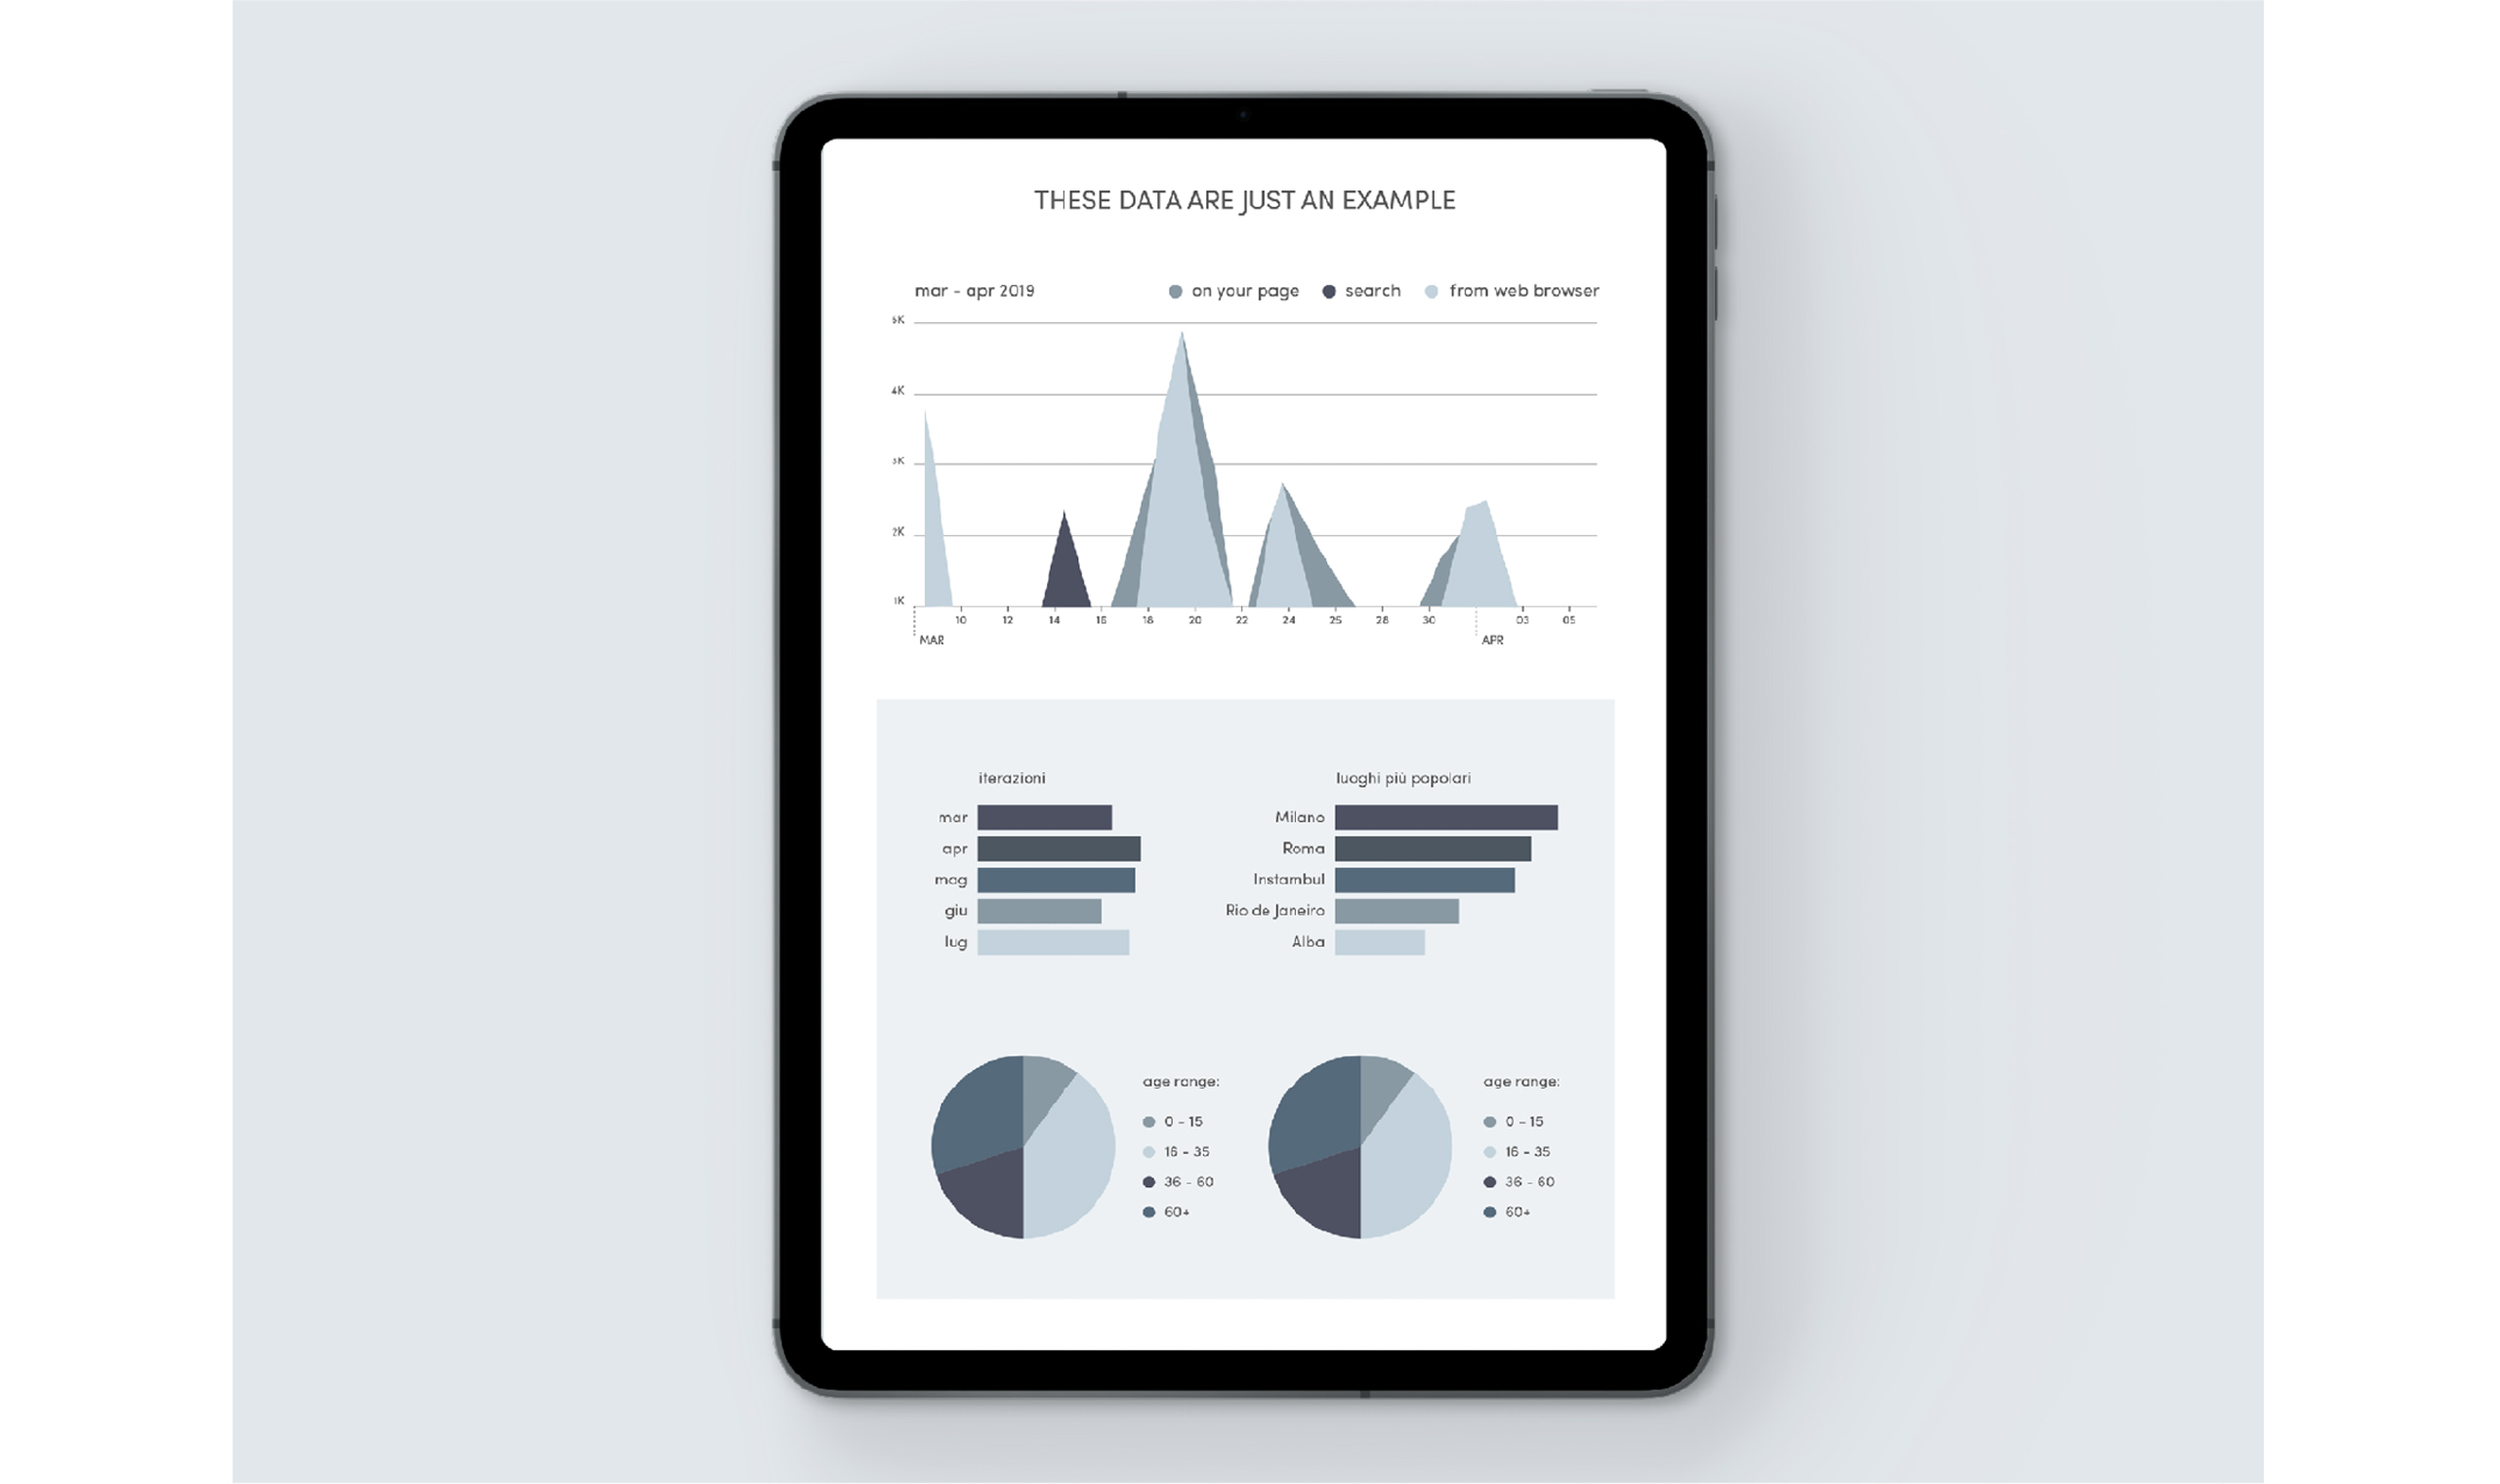 THESE DATA ARE JUST AN EXAMPLE
mar - apr 2019
on your page search from web browser
5K
4K
3K
2K
1K
10 12 14 16 18 20 22 24 25 28 30 03 05
MAR APR
iterazioni
mar
apr
mag
giu
lug
luoghi più popolari
Milano
Roma
Instambul
Rio de Janeiro
Alba
age range:
0 - 15
16 - 35
36 - 60
60+
age range:
0 - 15
16 - 35
36 - 60
60+